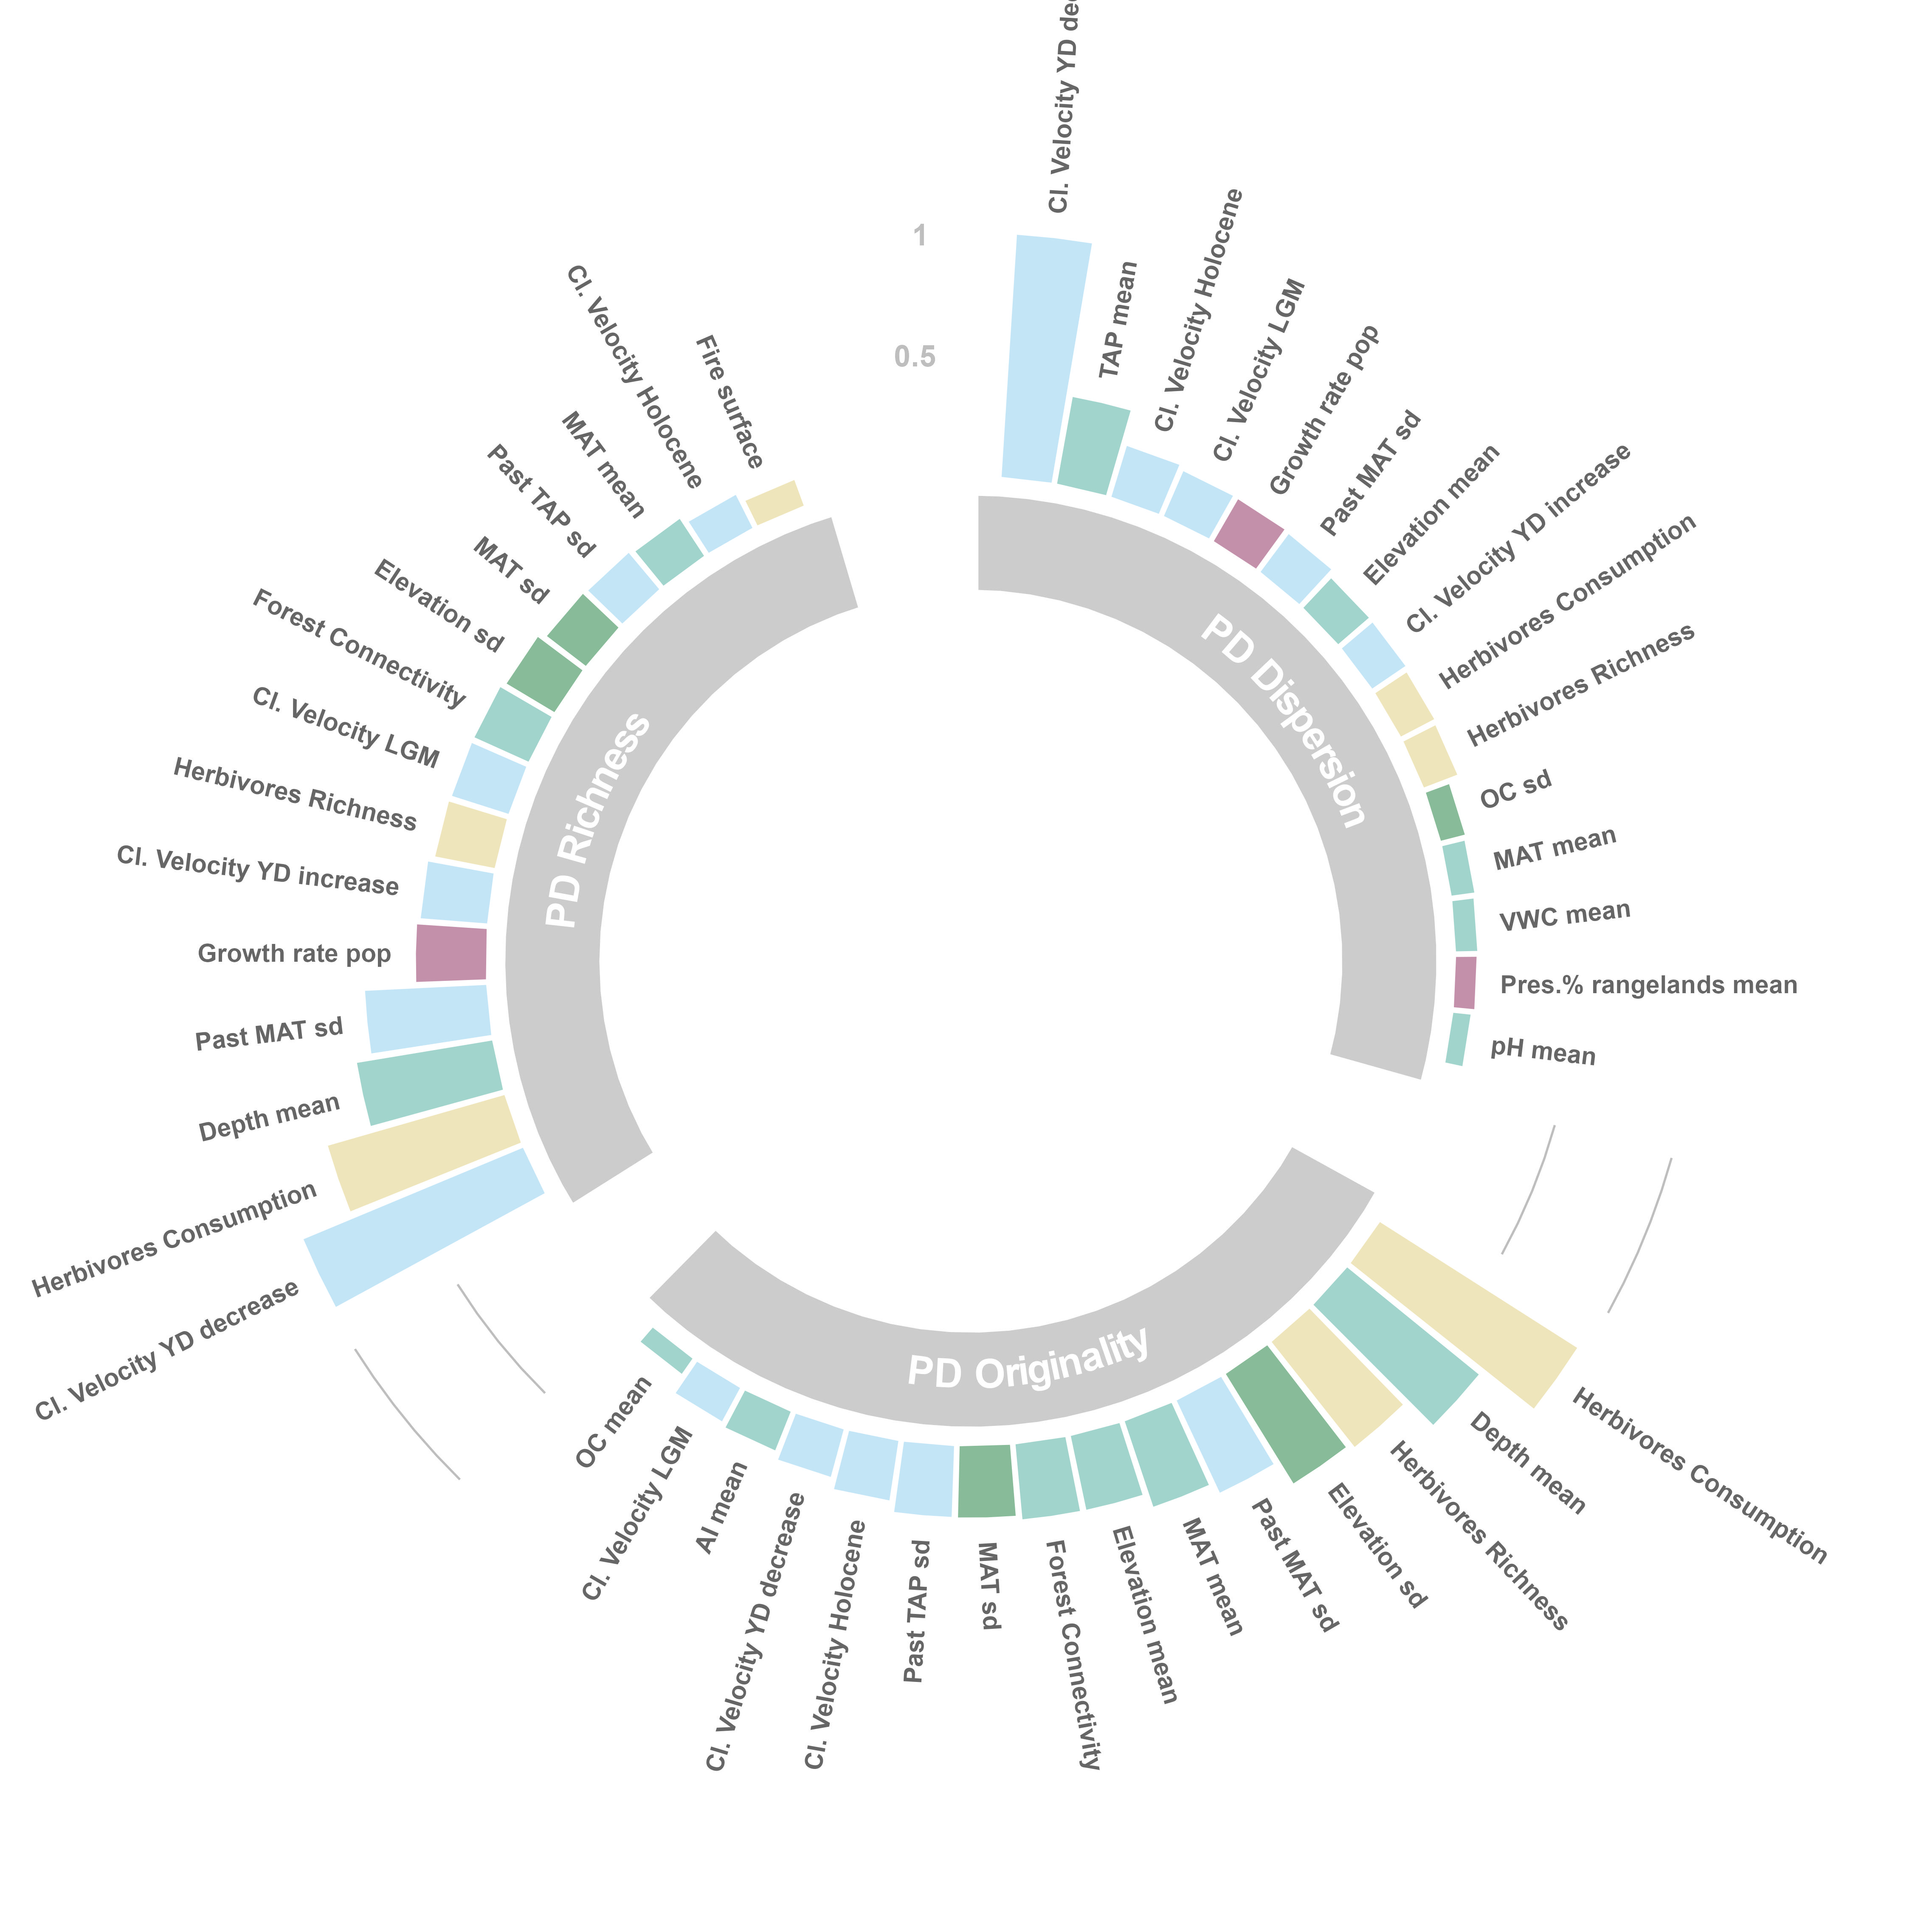 1
0.5
Cl. Velocity YD dec
TAP mean
Cl. Velocity Holocene
Cl. Velocity LGM
Growth rate pop
Past MAT sd
Elevation mean
Cl. Velocity YD increase
Herbivores Consumption
Herbivores Richness
OC sd
MAT mean
VWC mean
Pres.% rangelands mean
pH mean
PD Dispersion
Herbivores Consumption
Depth mean
Herbivores Richness
Elevation sd
Past MAT sd
MAT mean
Elevation mean
Forest Connectivity
MAT sd
Past TAP sd
Cl. Velocity Holocene
Cl. Velocity YD decrease
AI mean
Cl. Velocity LGM
OC mean
PD Originality
Cl. Velocity YD decrease
Herbivores Consumption
Depth mean
Past MAT sd
Growth rate pop
Cl. Velocity YD increase
Herbivores Richness
Cl. Velocity LGM
Forest Connectivity
Elevation sd
MAT sd
Past TAP sd
MAT mean
Cl. Velocity Holocene
Fire surface
PD Richness